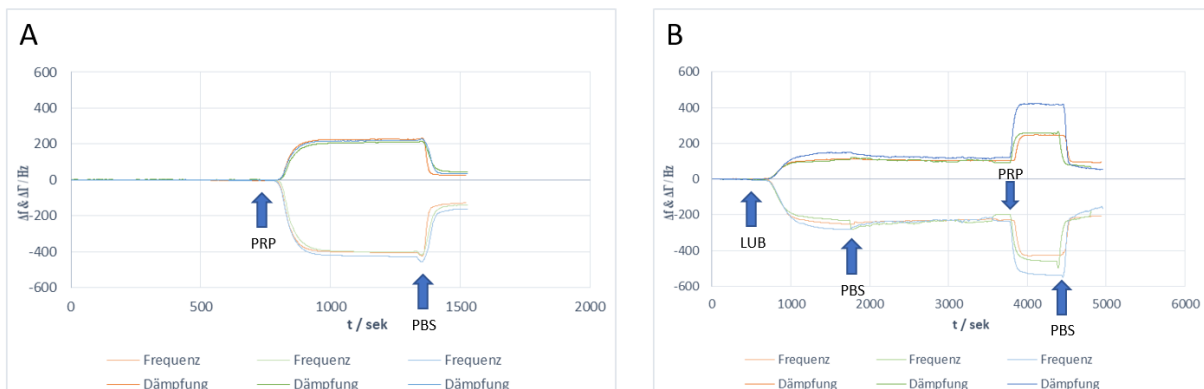 A
600
400
200
0
-200
-400
-600
0
500
1000
1500
2000
Δf & ΔΓ / Hz
t / sek
PRP
PBS
Frequenz
Frequenz
Frequenz
Dämpfung
Dämpfung
Dämpfung
B
600
400
200
0
-200
-400
-600
0
1000
2000
3000
4000
5000
6000
Δf & ΔΓ / Hz
t / sek
LUB
PBS
PRP
PBS
Frequenz
Frequenz
Frequenz
Dämpfung
Dämpfung
Dämpfung